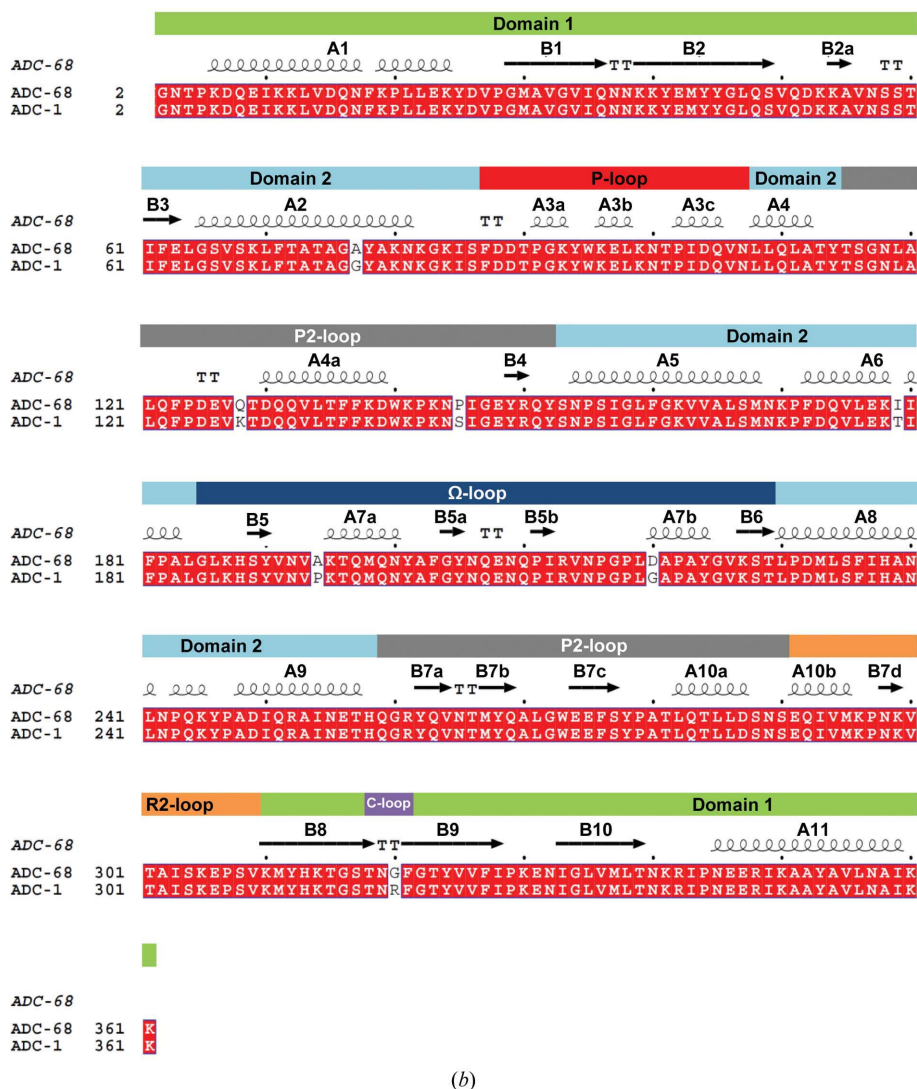 Domain 1
A1 B1 B2 B2a
ADC-68 TT TT
ADC-68 2 GNTPKDQEIKKLVDQNFKPLLEKYDVPGMAVGVIQNNKKYEMYYGLQSVQDKKAVNSST
ADC-1 2 GNTPKDQEIKKLVDQNFKPLLEKYDVPGMAVGVIQNNKKYEMYYGLQSVQDKKAVNSST
Domain 2 P-loop Domain 2
B3 A2 A3a A3b A3c A4
ADC-68 TT
ADC-68 61 IFELGSVSKLFTATAGAYAKNKGKISFDDTPGKYWKELKNTPIDQVNLLQLATYTSGNLA
ADC-1 61 IFELGSVSKLFTATAGGYAKNKGKISFDDTPGKYWKELKNTPIDQVNLLQLATYTSGNLA
P2-loop Domain 2
A4a B4 A5 A6
ADC-68 TT
ADC-68 121 LQFPDEVQTDQQVLTFFKDWKPKNPIGEYRQYSNPSIGLFGKVVALSMNKPFDQVLEKII
ADC-1 121 LQFPDEVKTDQQVLTFFKDWKPKNSIGEYRQYSNPSIGLFGKVVALSMNKPFDQVLEKTI
Ω-loop
B5 A7a B5a B5b A7b B6 A8
ADC-68 TT
ADC-68 181 FPALGLKHSYVNVAKTQMQNYAFGYNQENQPIRVNPGPLDAPAYGVKSTLPDMLSFIHAN
ADC-1 181 FPALGLKHSYVNVPKTQMQNYAFGYNQENQPIRVNPGPLGAPAYGVKSTLPDMLSFIHAN
Domain 2 P2-loop
A9 B7a B7b B7c A10a A10b B7d
ADC-68 TT
ADC-68 241 LNPQKYPADIQRAINETHQGRYQVNTMYQALGWEEFSYPATLQTLLDSNSEQIVMKPNKV
ADC-1 241 LNPQKYPADIQRAINETHQGRYQVNTMYQALGWEEFSYPATLQTLLDSNSEQIVMKPNKV
R2-loop C-loop Domain 1
B8 B9 B10 A11
ADC-68 TT
ADC-68 301 TAISKEPSVKMYHKTGSTNGFGTYVVFIPKENIGLVMLTNKRIPNEERIKAAYAVLNAIK
ADC-1 301 TAISKEPSVKMYHKTGSTNRFGTYVVFIPKENIGLVMLTNKRIPNEERIKAAYAVLNAIK
ADC-68
ADC-68 361 K
ADC-1 361 K
(b)